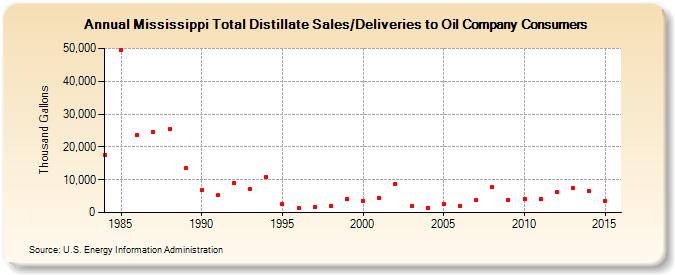 Annual Mississippi Total Distillate Sales/Deliveries to Oil Company Consumers
Thousand Gallons
50,000
40,000
30,000
20,000
10,000
0
1985 1990 1995 2000 2005 2010 2015
Source: U.S. Energy Information Administration